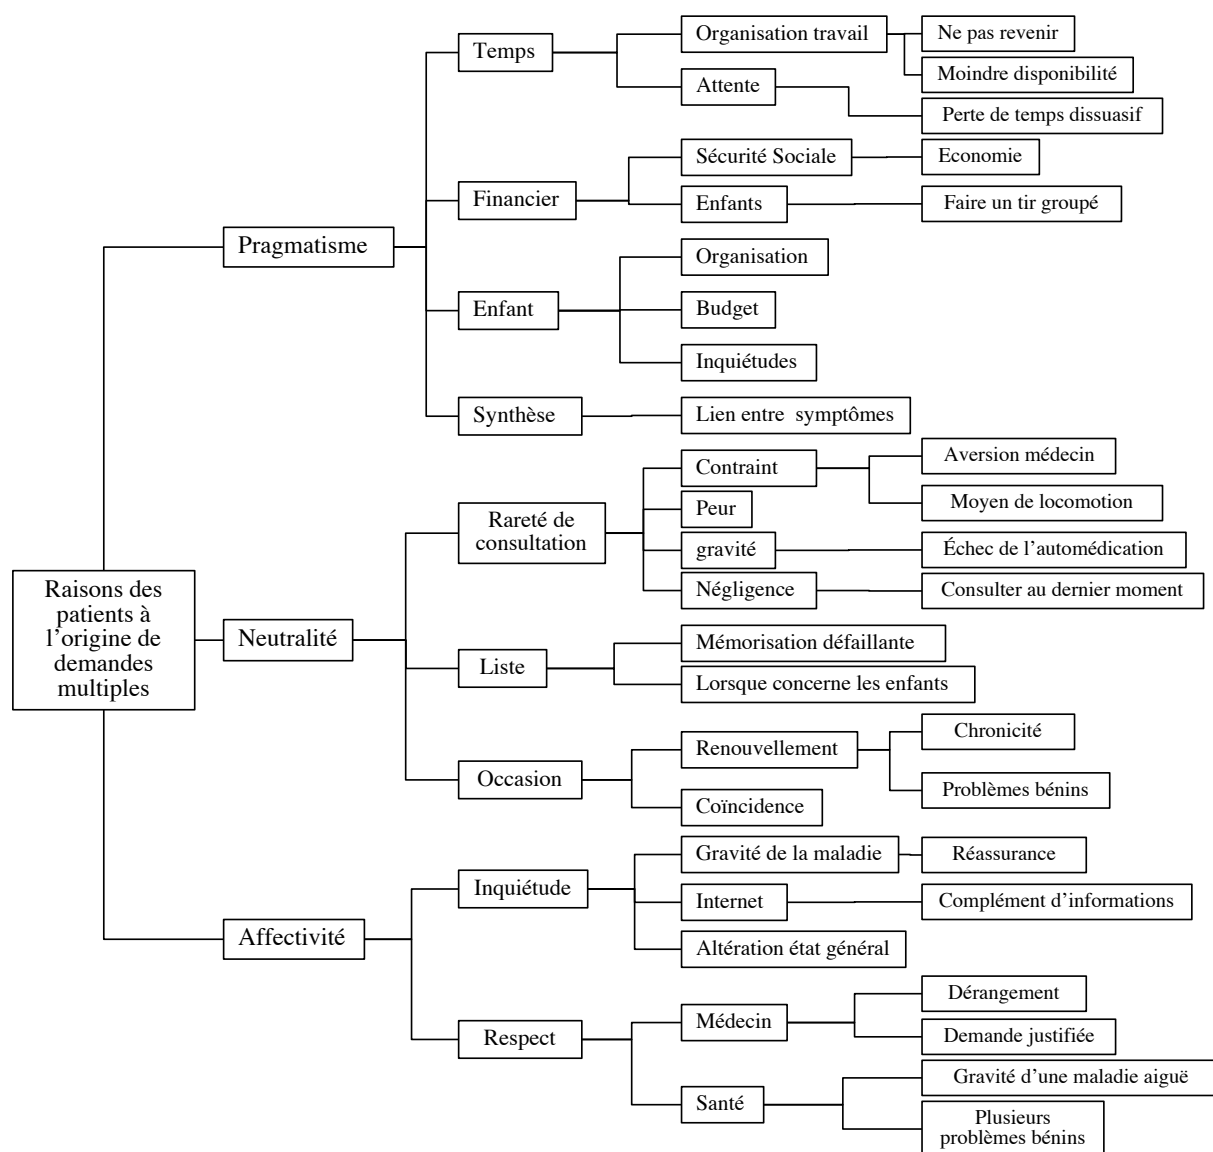 Raisons des
patients à
l’origine de
demandes
multiples
Pragmatisme
Temps
Organisation travail
Ne pas revenir
Moindre disponibilité
Attente
Perte de temps dissuasif
Financier
Sécurité Sociale
Economie
Enfants
Faire un tir groupé
Enfant
Organisation
Budget
Inquiétudes
Synthèse
Lien entre symptômes
Neutralité
Rareté de
consultation
Contraint
Aversion médecin
Moyen de locomotion
Peur
gravité
Échec de l’automédication
Négligence
Consulter au dernier moment
Liste
Mémorisation défaillante
Lorsque concerne les enfants
Occasion
Renouvellement
Chronicité
Problèmes bénins
Coïncidence
Affectivité
Inquiétude
Gravité de la maladie
Réassurance
Internet
Complément d’informations
Altération état général
Respect
Médecin
Dérangement
Demande justifiée
Santé
Gravité d’une maladie aiguë
Plusieurs
problèmes bénins